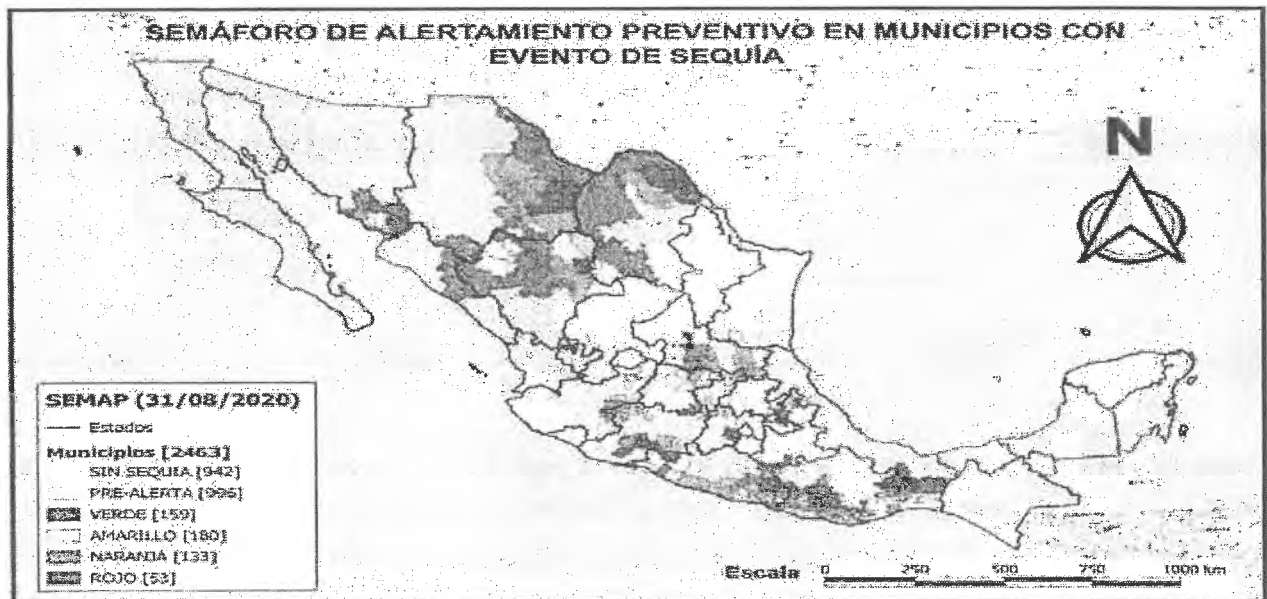 SEMÁFORO DE ALERTAMIENTO PREVENTIVO EN MUNICIPIOS CON
EVENTO DE SEQUÍA
N
SEMAP (31/08/2020)
Estados
Municipios [2463]
SIN SEQUIA [942]
PRE-ALERTA [996]
VERDE [159]
AMARILLO [180]
NARANJA [133]
ROJO [53]
Escala 0 250 500 750 1000 km